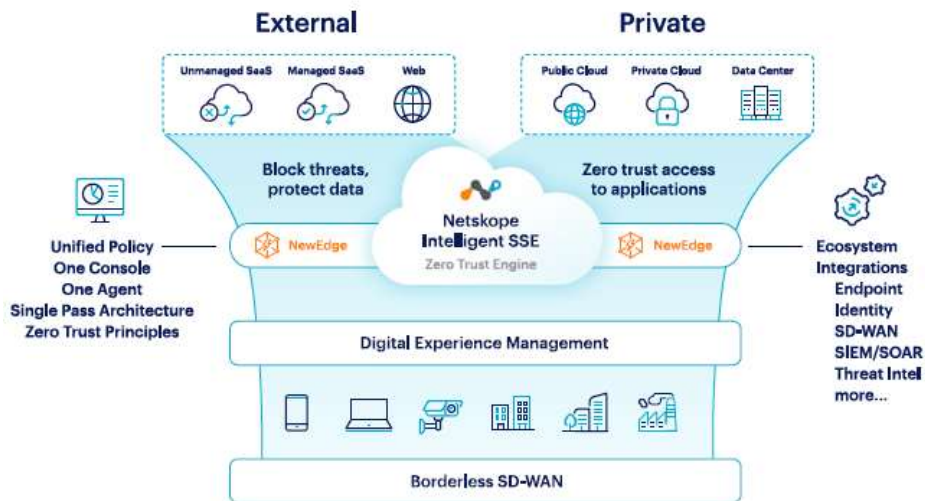 External
Private
Unmanaged SaaS
Managed SaaS
Web
Public Cloud
Private Cloud
Data Center
Block threats,
protect data
Zero trust access
to applications
Netskope
Intelligent SSE
Zero Trust Engine
NewEdge
NewEdge
Unified Policy
One Console
One Agent
Single Pass Architecture
Zero Trust Principles
Ecosystem
Integrations
Endpoint
Identity
SD-WAN
SIEM/SOAR
Threat Intel
more...
Digital Experience Management
Borderless SD-WAN